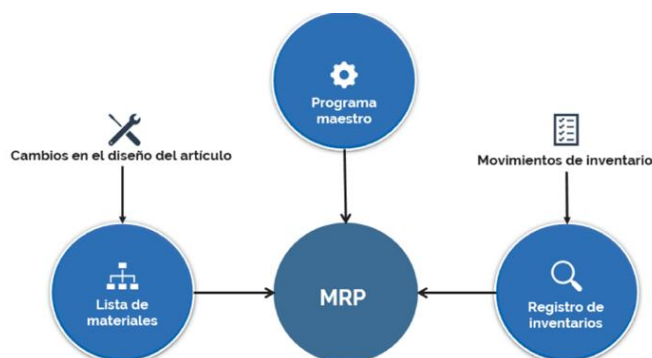 Programa
maestro
Cambios en el diseño del artículo
Movimientos de inventario
MRP
Lista de
materiales
Registro de
inventarios